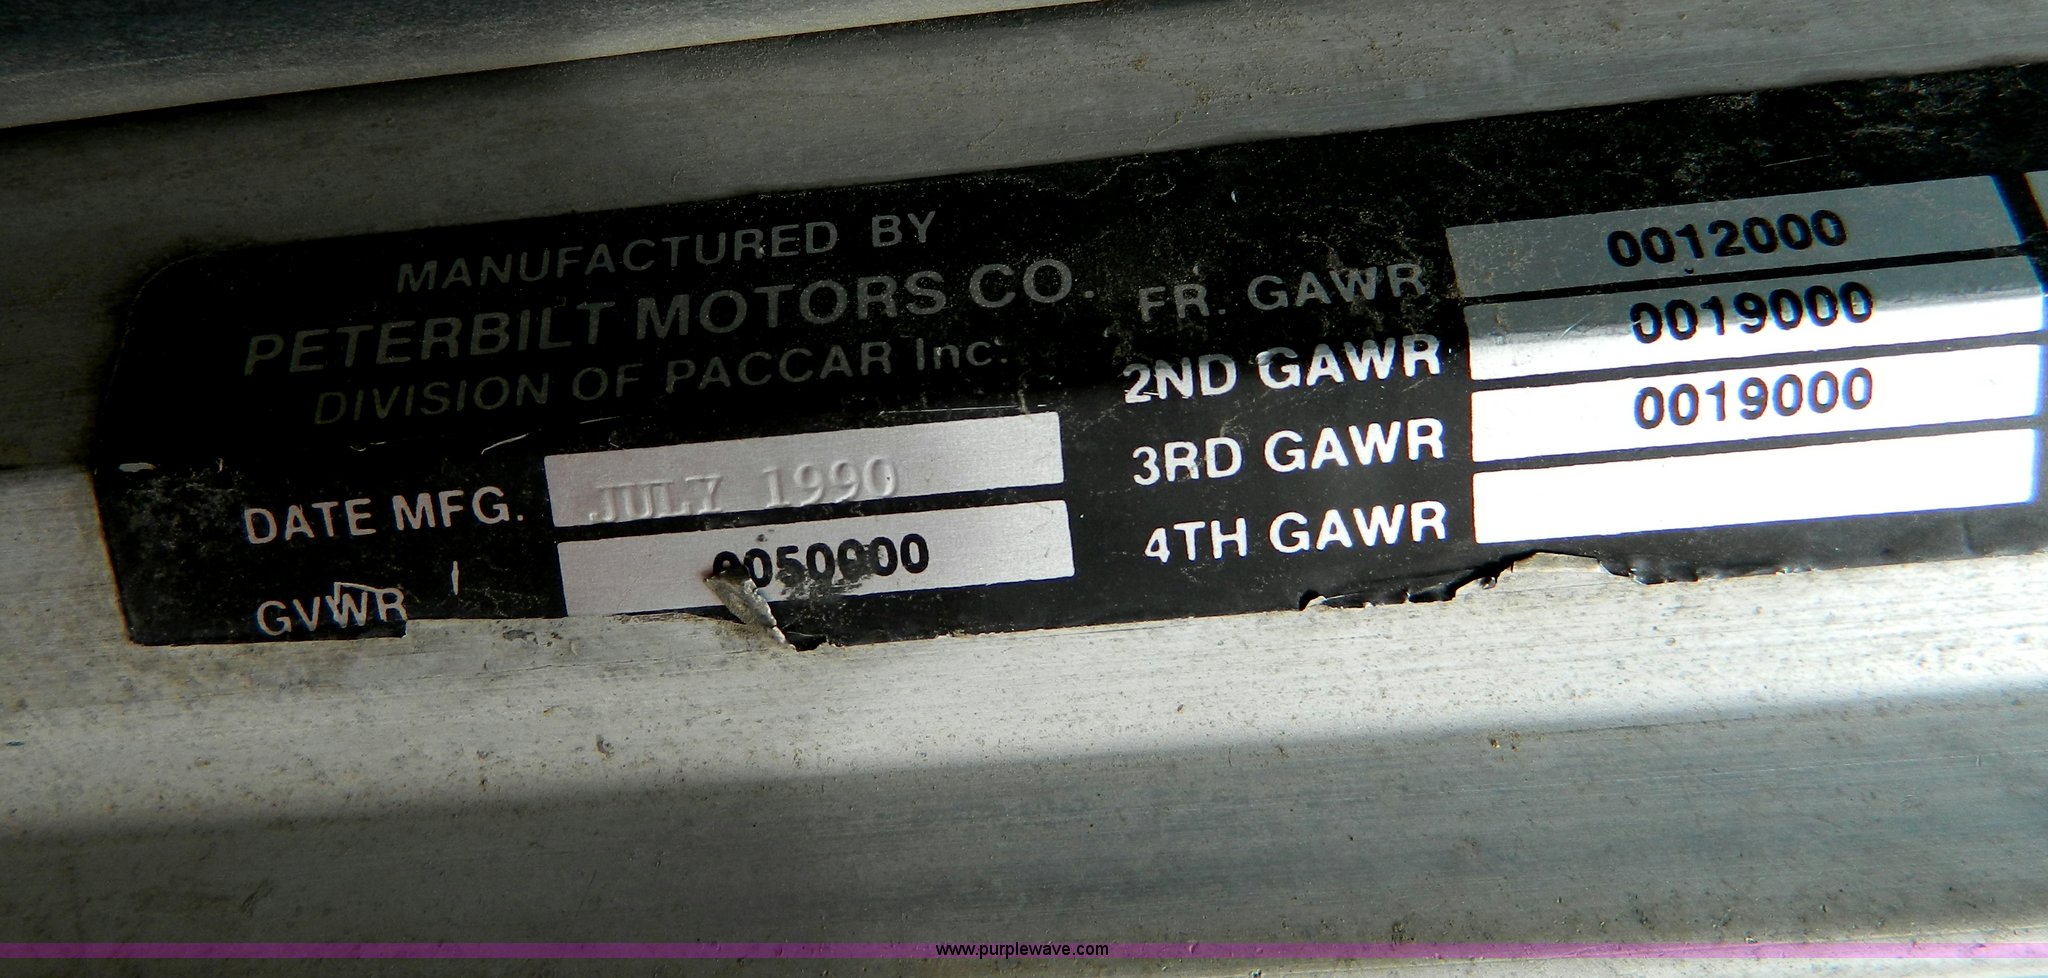 MANUFACTURED BY
PETERBILT MOTORS CO.
DIVISION OF PACCAR Inc.
DATE MFG. JULY 1990
GVWR 0050000
FR. GAWR 0012000
2ND GAWR 0019000
3RD GAWR 0019000
4TH GAWR
www.purplewave.com